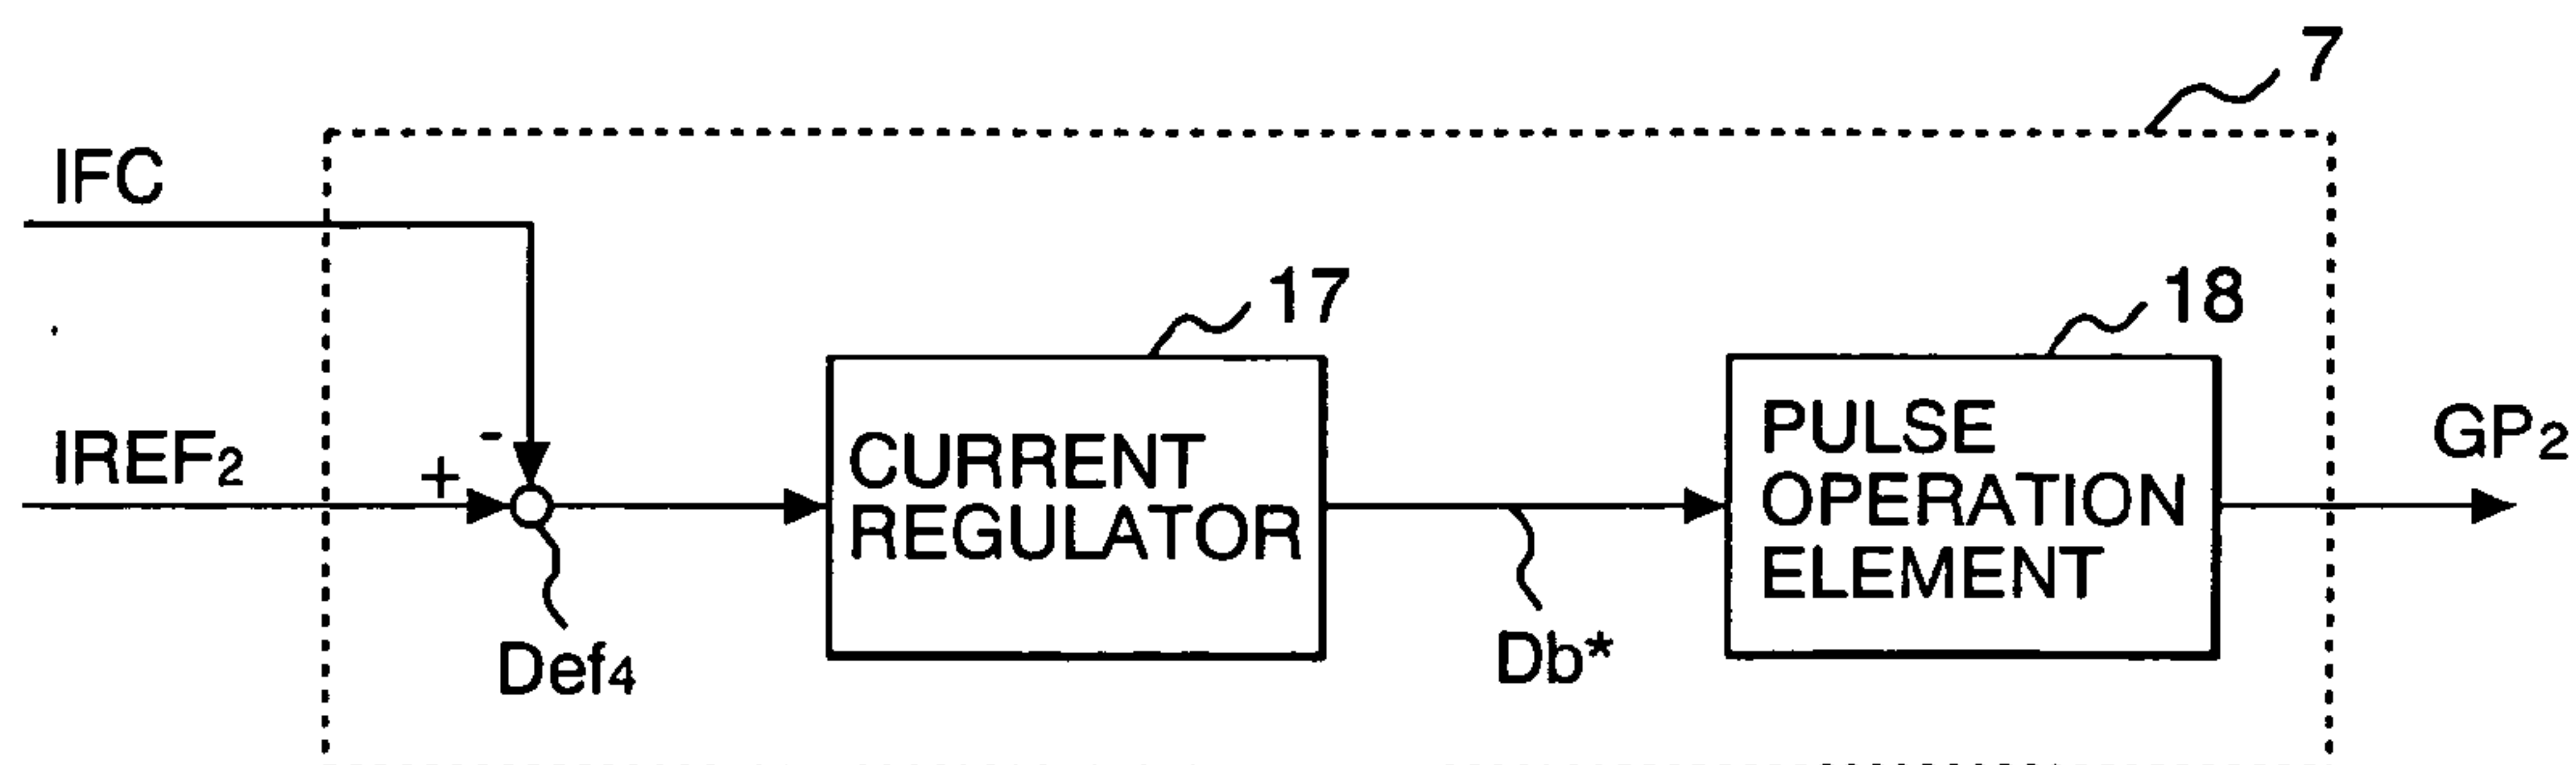 7
IFC
17
18
IREF₂
-
+
CURRENT
REGULATOR
PULSE
OPERATION
ELEMENT
GP₂
Def₄
Db*